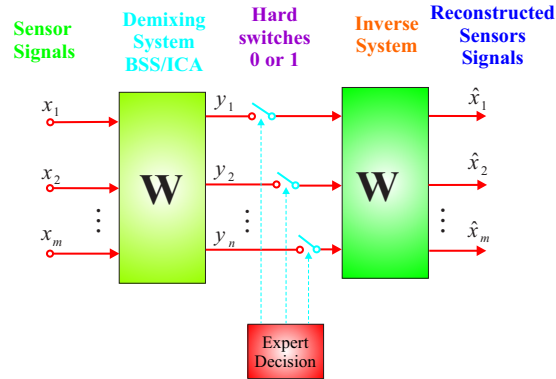 Sensor
Signals
Demixing
System
BSS/ICA
Hard
switches
0 or 1
Inverse
System
Reconstructed
Sensors
Signals
x₁
x₂
⋮
xₘ
W
y₁
y₂
⋮
yₙ
W
x̂₁
x̂₂
⋮
x̂ₘ
Expert
Decision